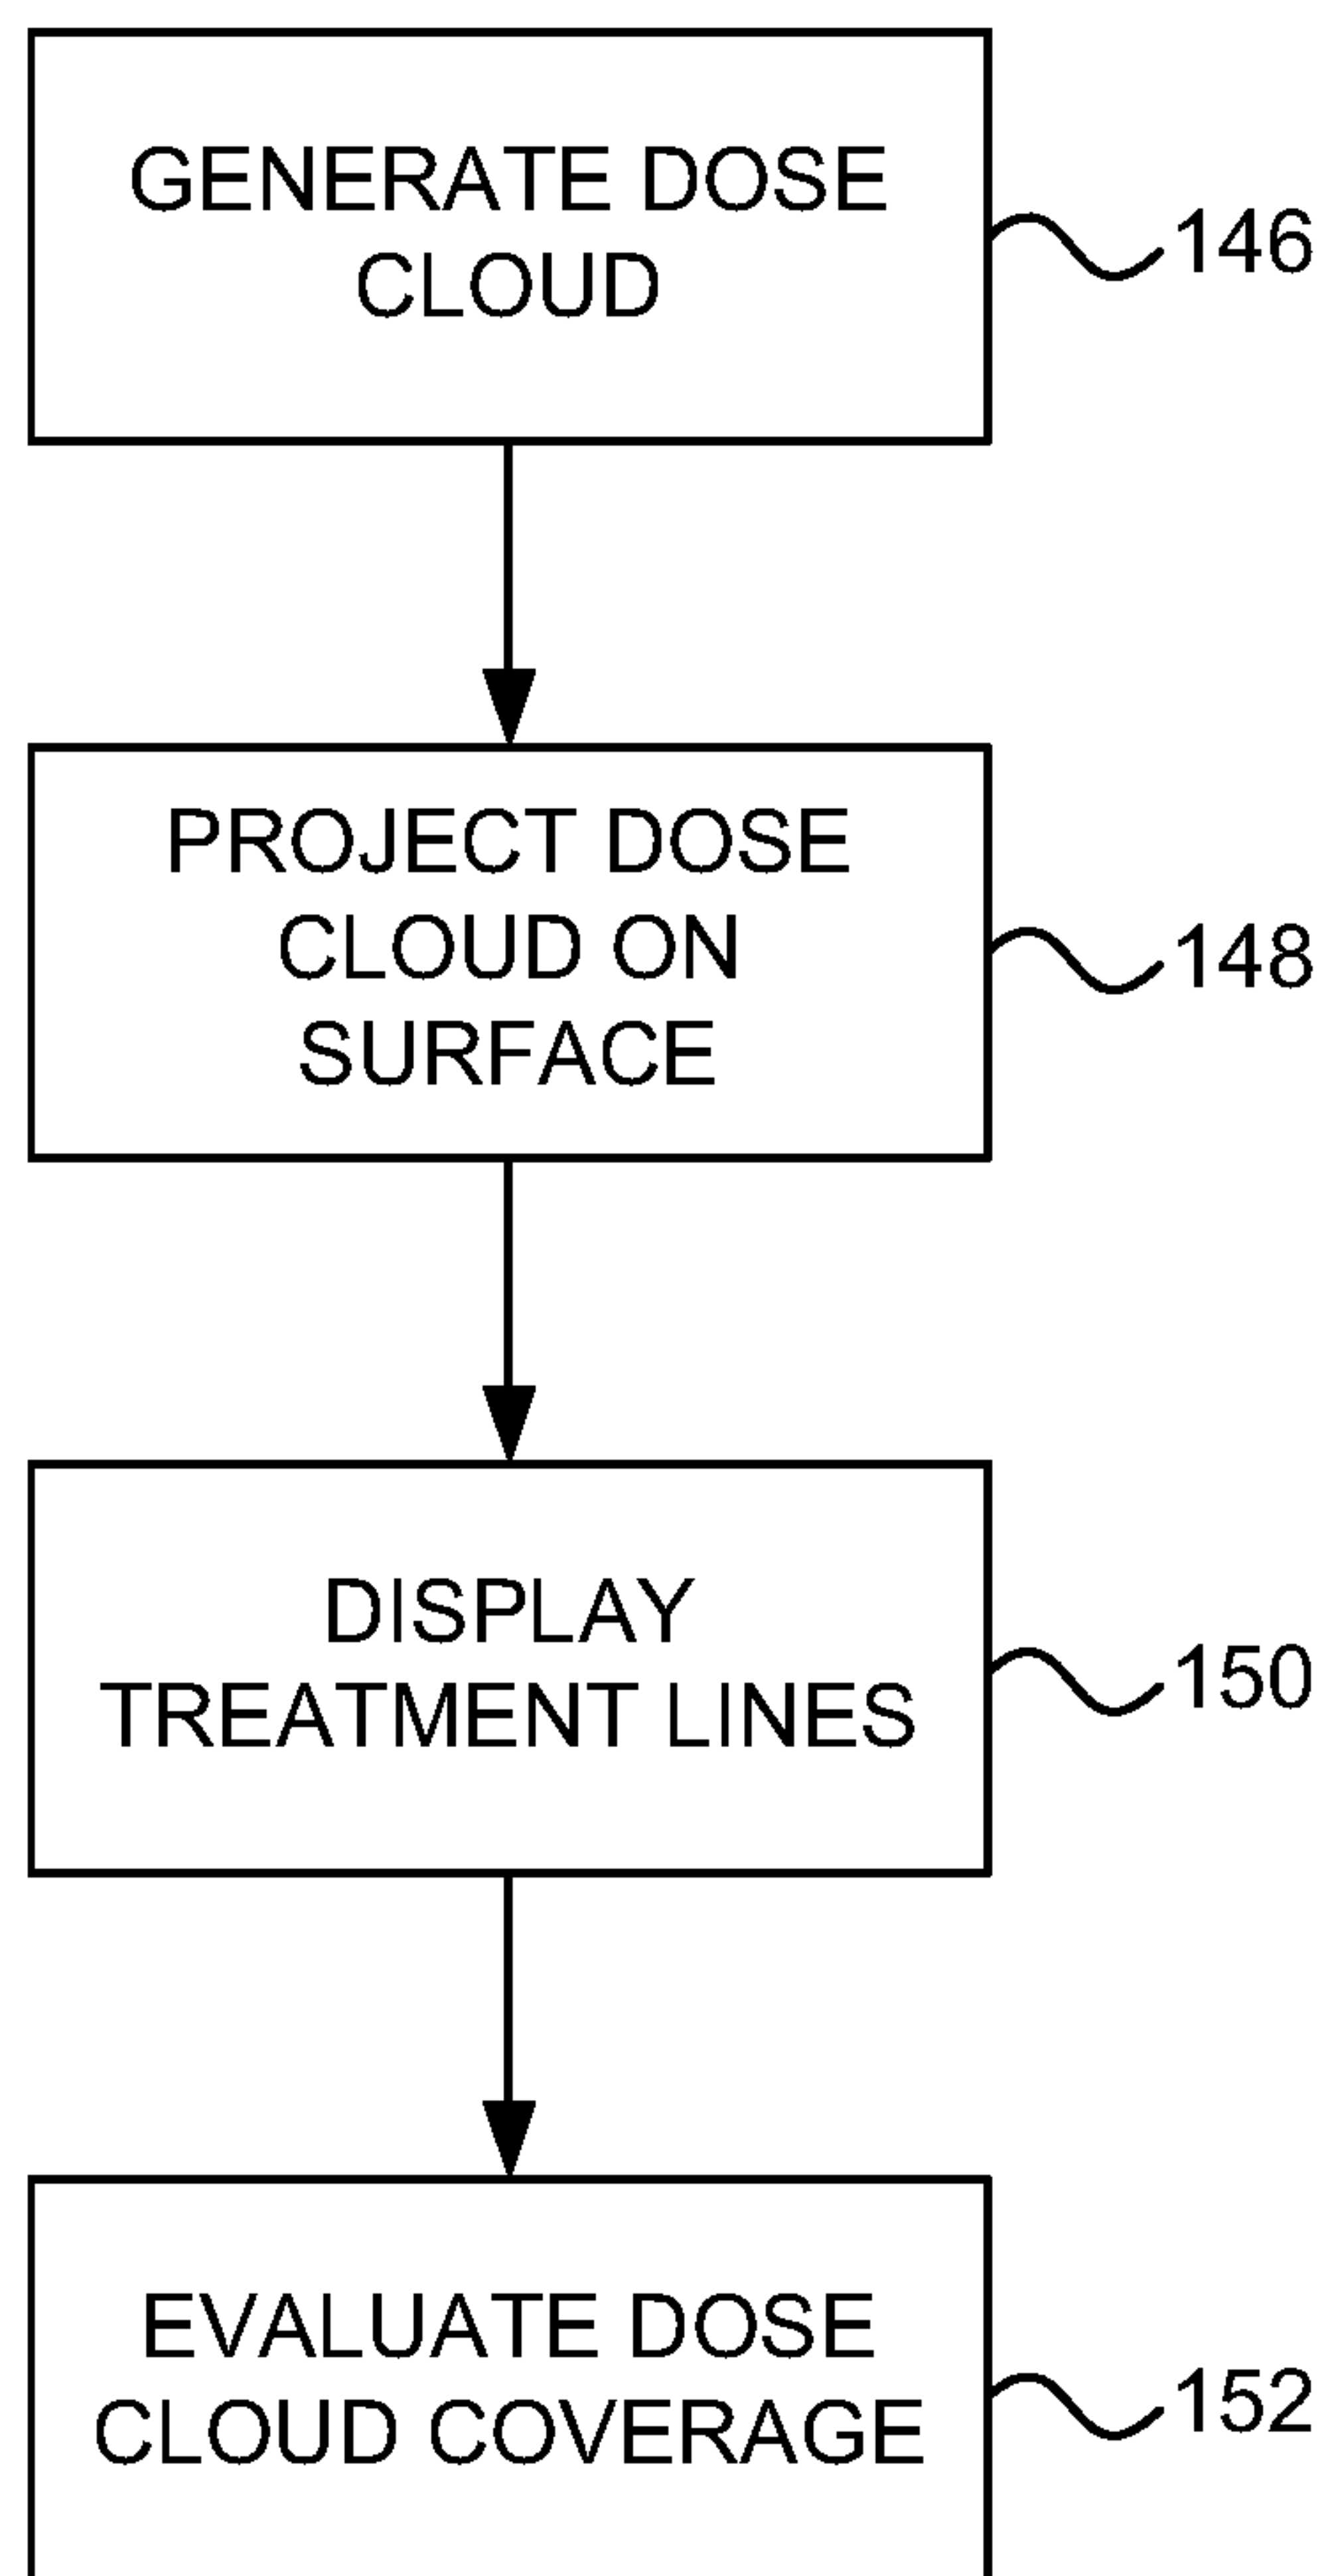 GENERATE DOSE
CLOUD
146
PROJECT DOSE
CLOUD ON
SURFACE
148
DISPLAY
TREATMENT LINES
150
EVALUATE DOSE
CLOUD COVERAGE
152